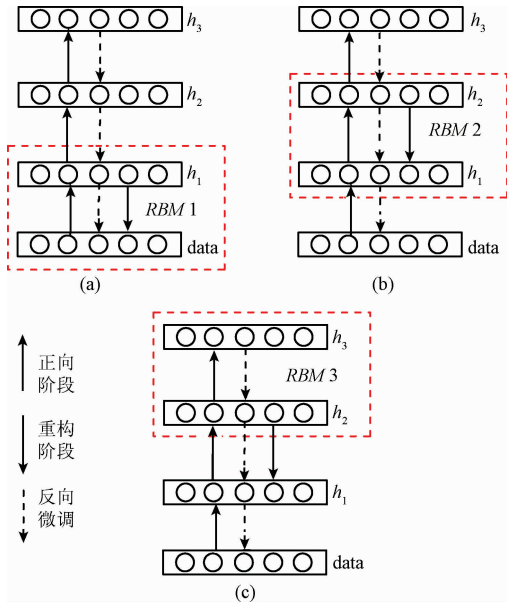 h₃
h₂
h₁
RBM 1
data
(a)
h₃
h₂
RBM 2
h₁
data
(b)
h₃
RBM 3
h₂
h₁
data
(c)
正向
阶段
重构
阶段
反向
微调